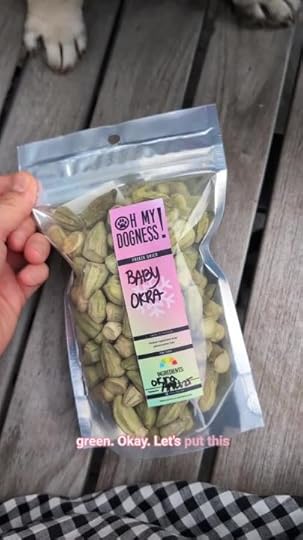 OH MY
DOGNESS!
FREEZE DRIED
BABY
OKRA
INGREDIENTS
green. Okay. Let's put this